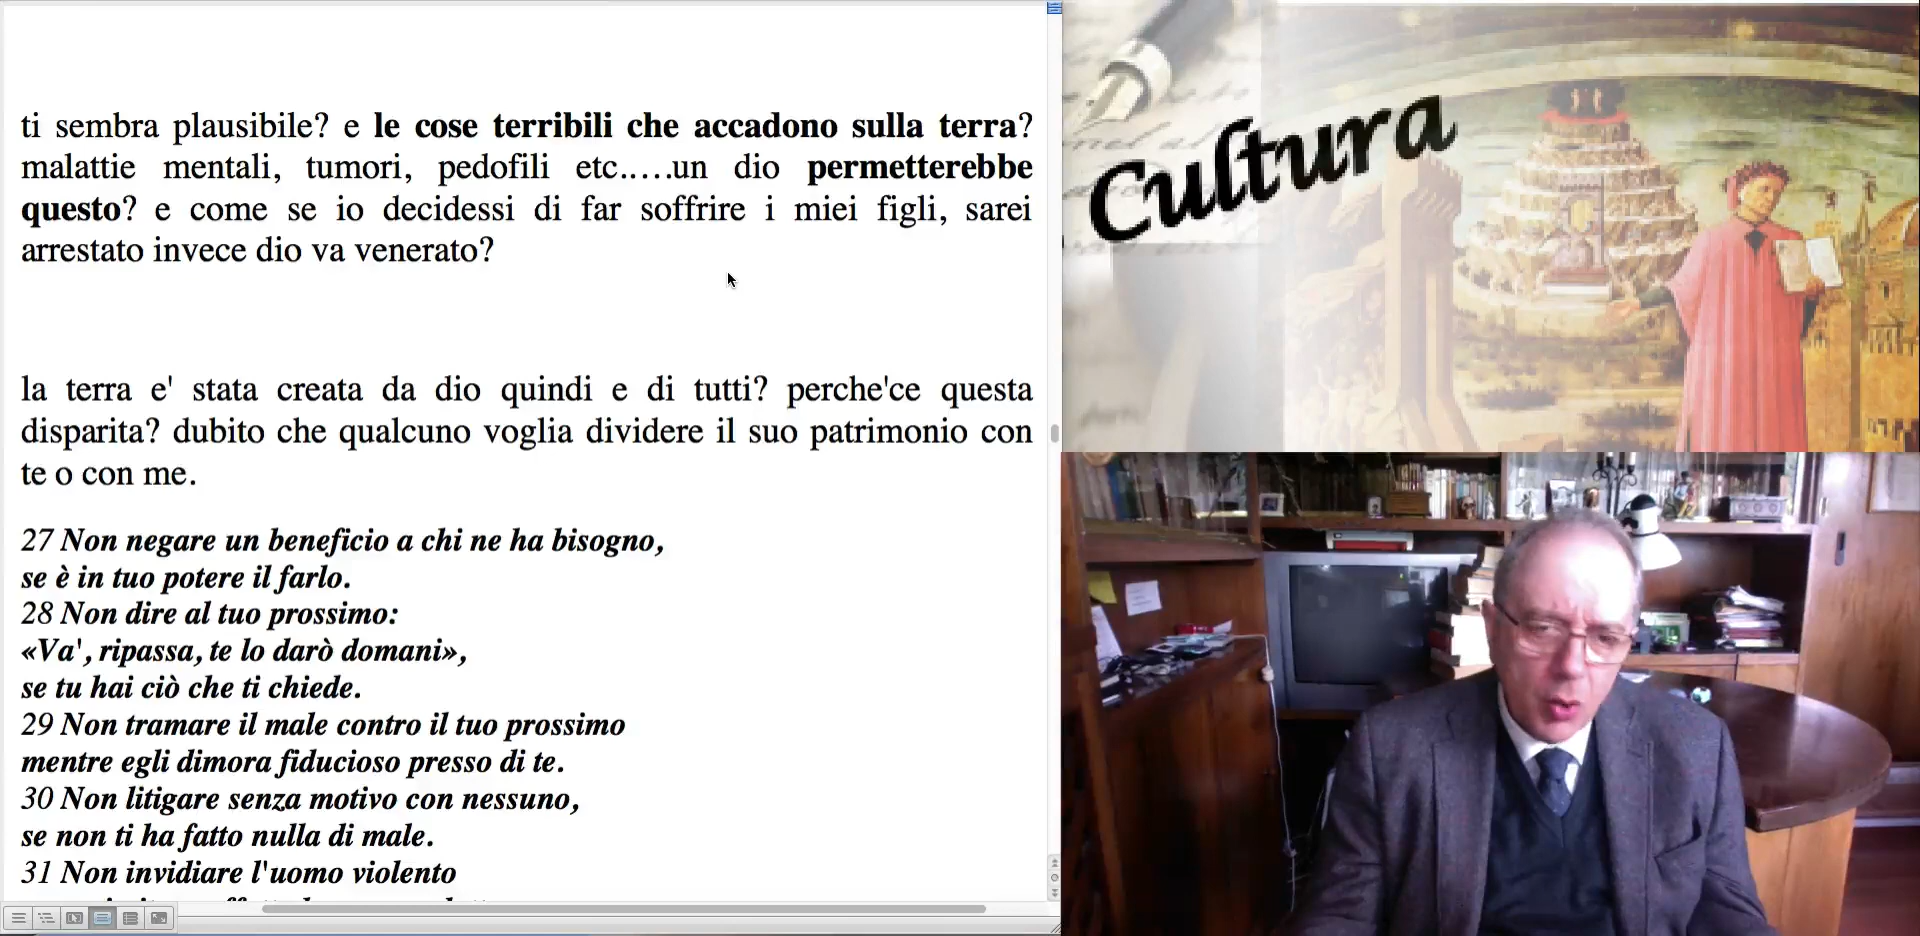 ti sembra plausibile? e le cose terribili che accadono sulla terra?
malattie mentali, tumori, pedofili etc..…un dio permetterebbe
questo? e come se io decidessi di far soffrire i miei figli, sarei
arrestato invece dio va venerato?
la terra e' stata creata da dio quindi e di tutti? perche'ce questa
disparita? dubito che qualcuno voglia dividere il suo patrimonio con
te o con me.
27 Non negare un beneficio a chi ne ha bisogno,
se è in tuo potere il farlo.
28 Non dire al tuo prossimo:
«Va', ripassa, te lo darò domani»,
se tu hai ciò che ti chiede.
29 Non tramare il male contro il tuo prossimo
mentre egli dimora fiducioso presso di te.
30 Non litigare senza motivo con nessuno,
se non ti ha fatto nulla di male.
31 Non invidiare l'uomo violento
Cultura